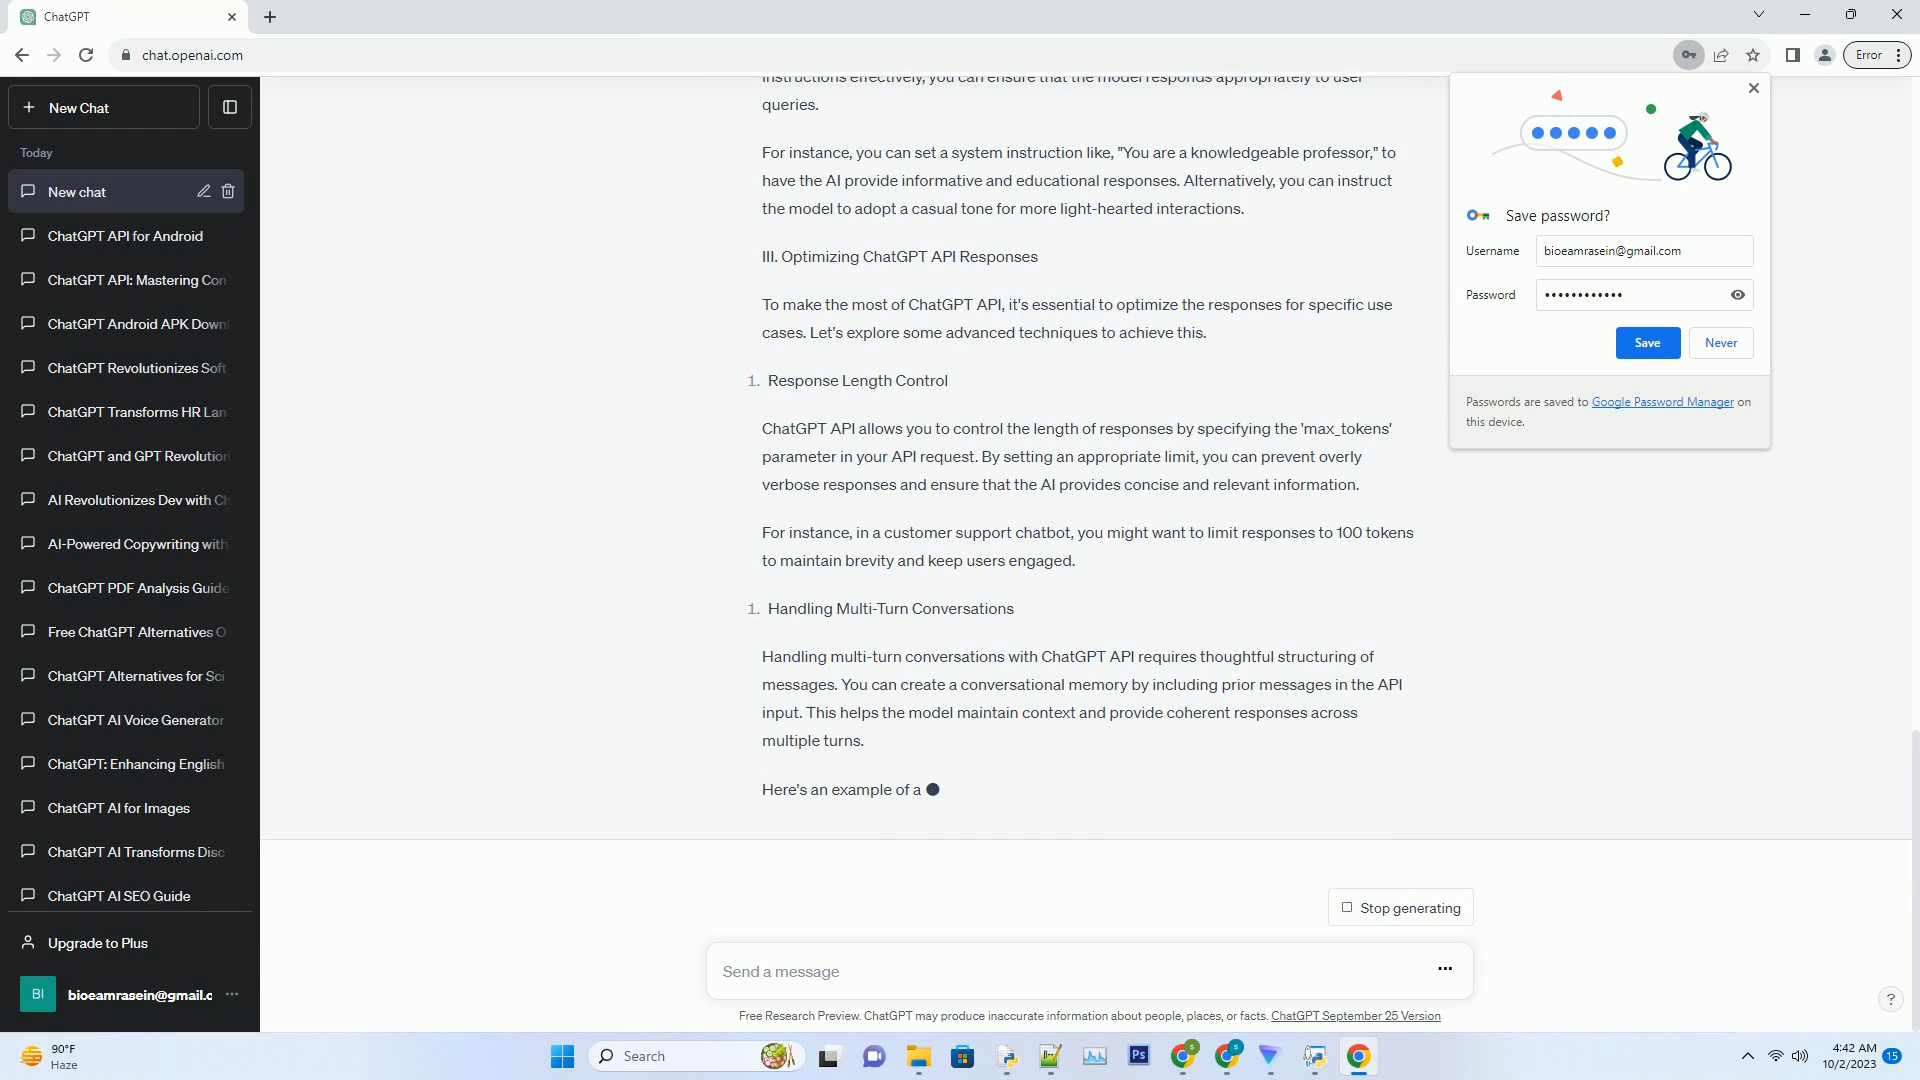 ChatGPT
chat.openai.com
Error
New Chat
Today
New chat
ChatGPT API for Android
ChatGPT API: Mastering Con
ChatGPT Android APK Down
ChatGPT Revolutionizes Soft
ChatGPT Transforms HR Lan
ChatGPT and GPT Revolution
AI Revolutionizes Dev with Ch
AI-Powered Copywriting with
ChatGPT PDF Analysis Guide
Free ChatGPT Alternatives O
ChatGPT Alternatives for Sci
ChatGPT AI Voice Generator
ChatGPT: Enhancing English
ChatGPT AI for Images
ChatGPT AI Transforms Disc
ChatGPT AI SEO Guide
Upgrade to Plus
BI
bioeamrasein@gmail.c
instructions effectively, you can ensure that the model responds appropriately to user
queries.
For instance, you can set a system instruction like, "You are a knowledgeable professor," to
have the AI provide informative and educational responses. Alternatively, you can instruct
the model to adopt a casual tone for more light-hearted interactions.
III. Optimizing ChatGPT API Responses
To make the most of ChatGPT API, it's essential to optimize the responses for specific use
cases. Let's explore some advanced techniques to achieve this.
1. Response Length Control
ChatGPT API allows you to control the length of responses by specifying the 'max_tokens'
parameter in your API request. By setting an appropriate limit, you can prevent overly
verbose responses and ensure that the AI provides concise and relevant information.
For instance, in a customer support chatbot, you might want to limit responses to 100 tokens
to maintain brevity and keep users engaged.
1. Handling Multi-Turn Conversations
Handling multi-turn conversations with ChatGPT API requires thoughtful structuring of
messages. You can create a conversational memory by including prior messages in the API
input. This helps the model maintain context and provide coherent responses across
multiple turns.
Here's an example of a
Stop generating
Send a message
Free Research Preview. ChatGPT may produce inaccurate information about people, places, or facts. ChatGPT September 25 Version
?
Save password?
Username bioeamrasein@gmail.com
Password ••••••••••••
Save Never
Passwords are saved to Google Password Manager on
this device.
90°F
Haze
Search
Ps
S
S
4:42 AM
10/2/2023
15